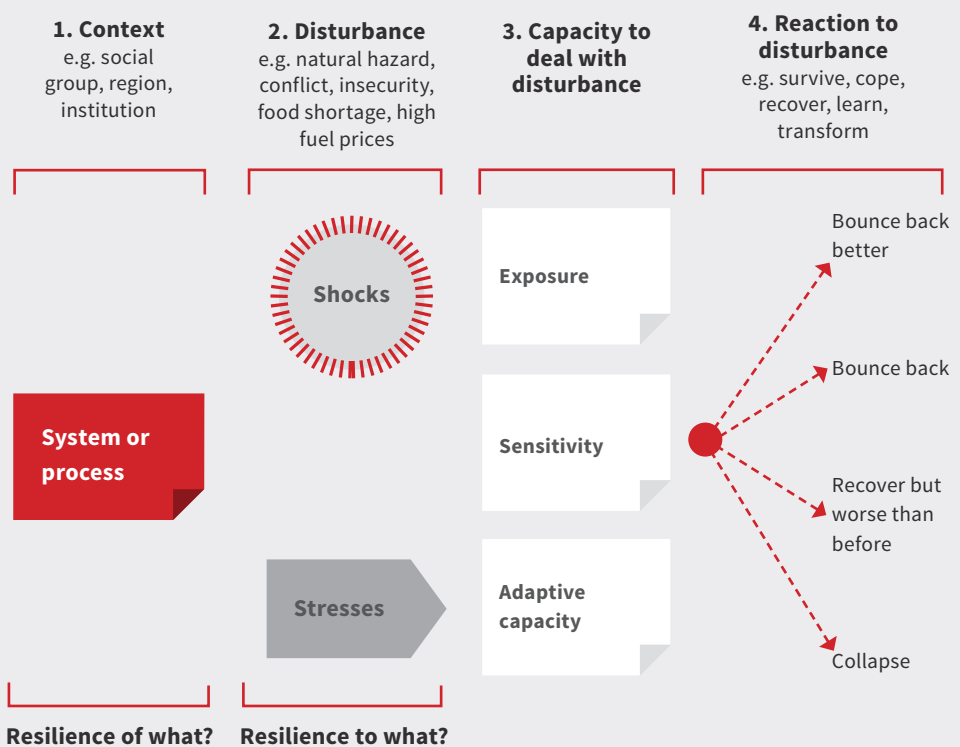 1. Context
e.g. social
group, region,
institution
2. Disturbance
e.g. natural hazard,
conflict, insecurity,
food shortage, high
fuel prices
3. Capacity to
deal with
disturbance
4. Reaction to
disturbance
e.g. survive, cope,
recover, learn,
transform
System or
process
Shocks
Stresses
Exposure
Sensitivity
Adaptive
capacity
Bounce back
better
Bounce back
Recover but
worse than
before
Collapse
Resilience of what?
Resilience to what?